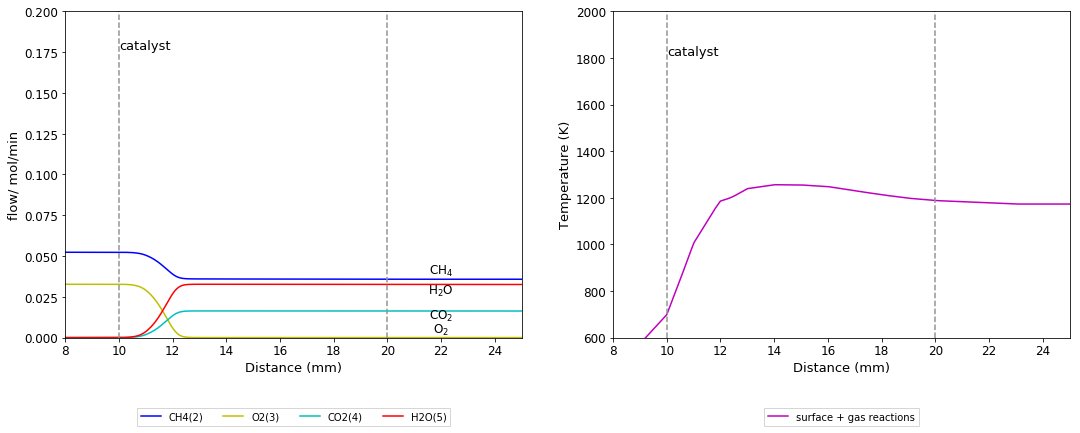 0.200
0.175
0.150
0.125
0.100
0.075
0.050
0.025
0.000
flow/ mol/min
catalyst
CH₄
H₂O
CO₂
O₂
8 10 12 14 16 18 20 22 24
Distance (mm)
CH4(2) O2(3) CO2(4) H2O(5)
2000
1800
1600
1400
1200
1000
800
600
Temperature (K)
catalyst
8 10 12 14 16 18 20 22 24
Distance (mm)
surface + gas reactions